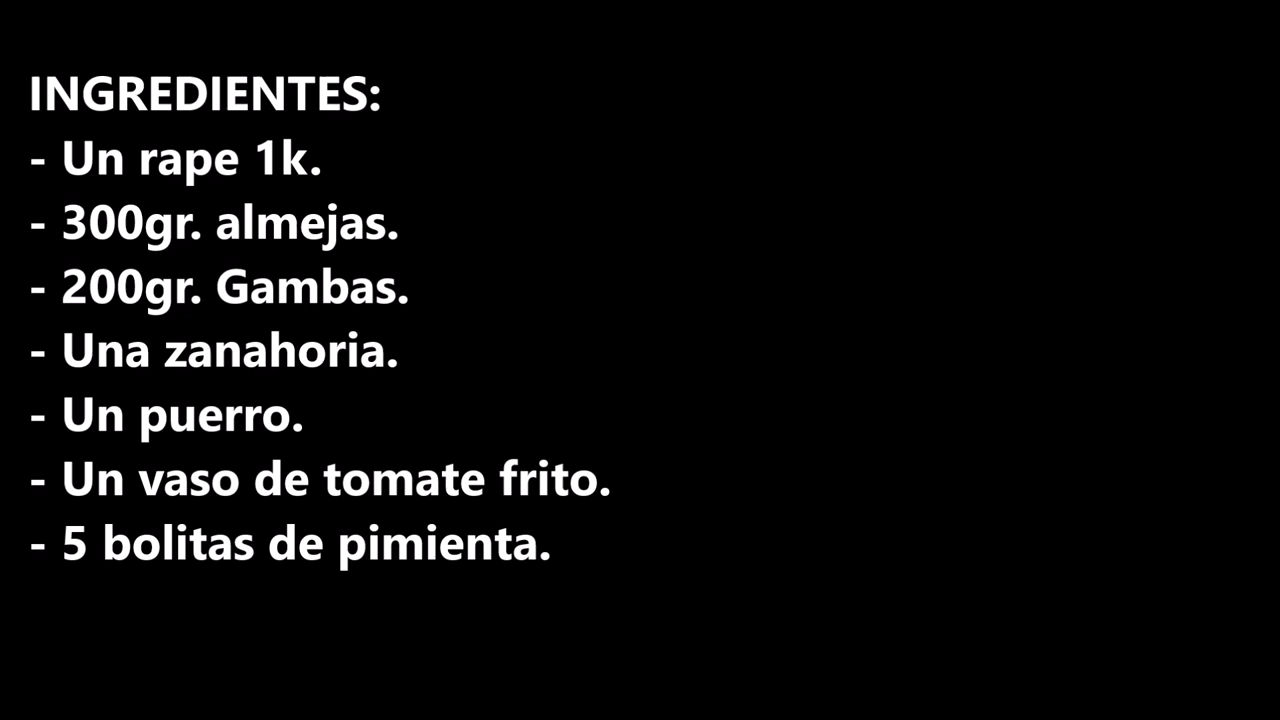 INGREDIENTES:
- Un rape 1k.
- 300gr. almejas.
- 200gr. Gambas.
- Una zanahoria.
- Un puerro.
- Un vaso de tomate frito.
- 5 bolitas de pimienta.